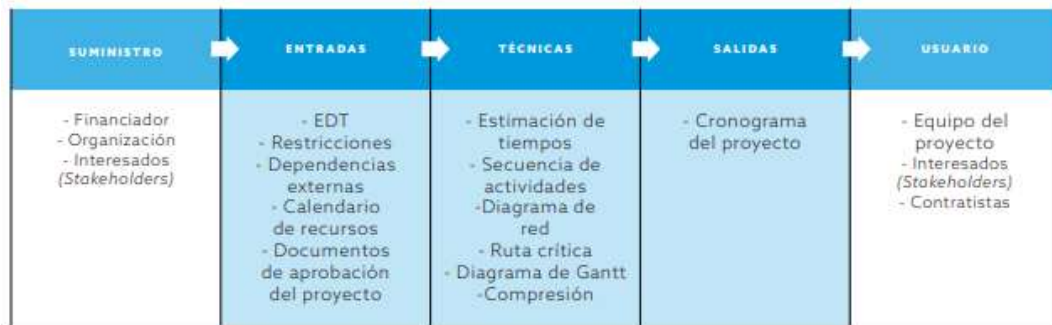 SUMINISTRO
ENTRADAS
TÉCNICAS
SALIDAS
USUARIO
- Financiador
- Organización
- Interesados
(Stakeholders)
- EDT
- Restricciones
- Dependencias
externas
- Calendario
de recursos
- Documentos
de aprobación
del proyecto
- Estimación de
tiempos
- Secuencia de
actividades
-Diagrama de
red
- Ruta crítica
- Diagrama de Gantt
-Compresión
- Cronograma
del proyecto
- Equipo del
proyecto
- Interesados
(Stakeholders)
- Contratistas